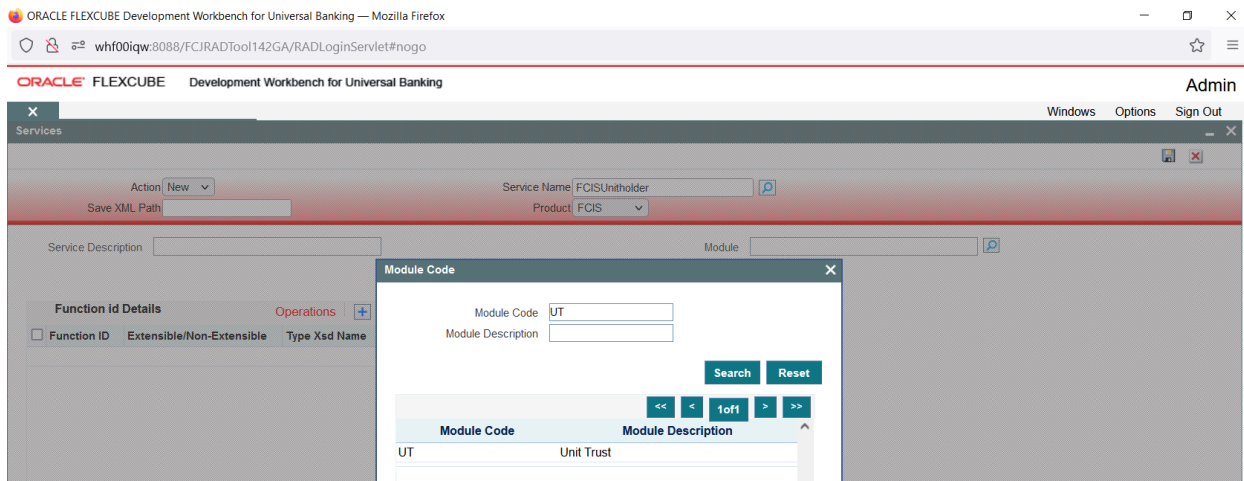 ORACLE FLEXCUBE Development Workbench for Universal Banking — Mozilla Firefox
whf00iqw:8088/FCJRADTool142GA/RADLoginServlet#nogo
ORACLE FLEXCUBE Development Workbench for Universal Banking
Admin
Windows Options Sign Out
Services
Action New Service Name FCISUnitholder
Save XML Path Product FCIS
Service Description Module
Module Code
Function id Details Operations
Function ID Extensible/Non-Extensible Type Xsd Name
Module Code UT
Module Description
Search Reset
<< < 1of1 > >>
Module Code Module Description
UT Unit Trust